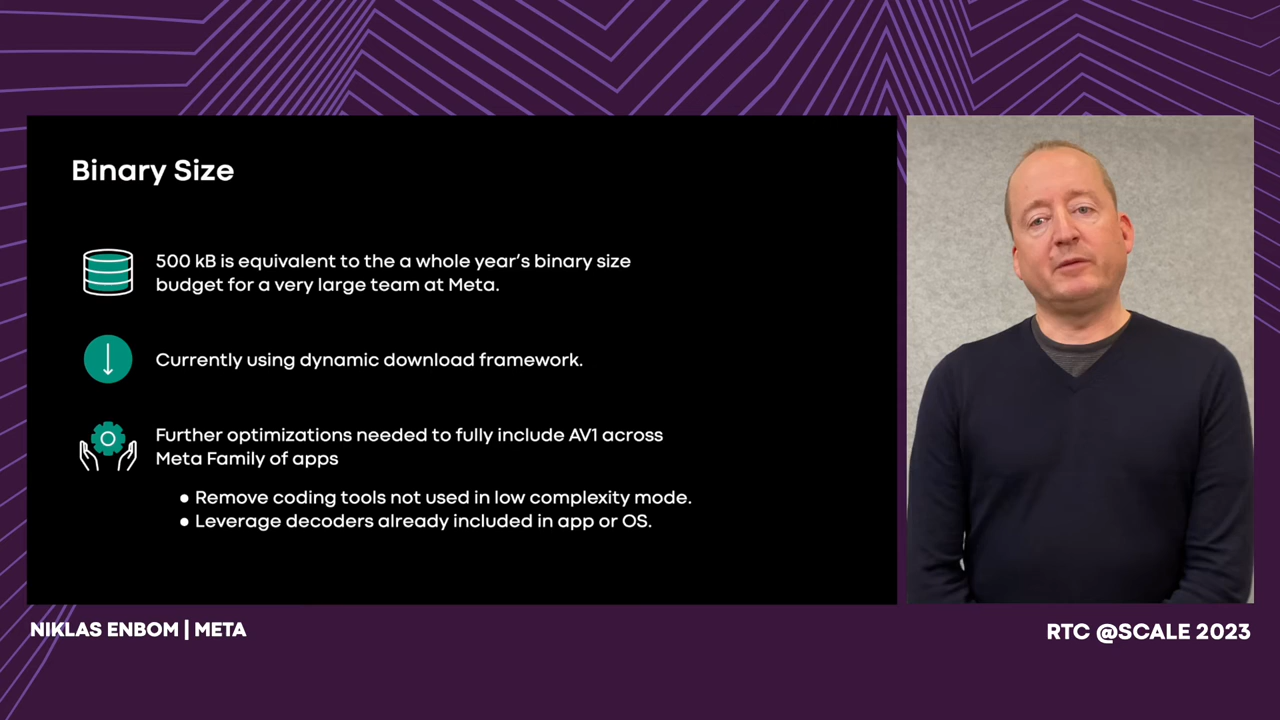 Binary Size
500 kB is equivalent to the a whole year's binary size
budget for a very large team at Meta.
Currently using dynamic download framework.
Further optimizations needed to fully include AV1 across
Meta Family of apps
● Remove coding tools not used in low complexity mode.
● Leverage decoders already included in app or OS.
NIKLAS ENBOM | META
RTC @SCALE 2023